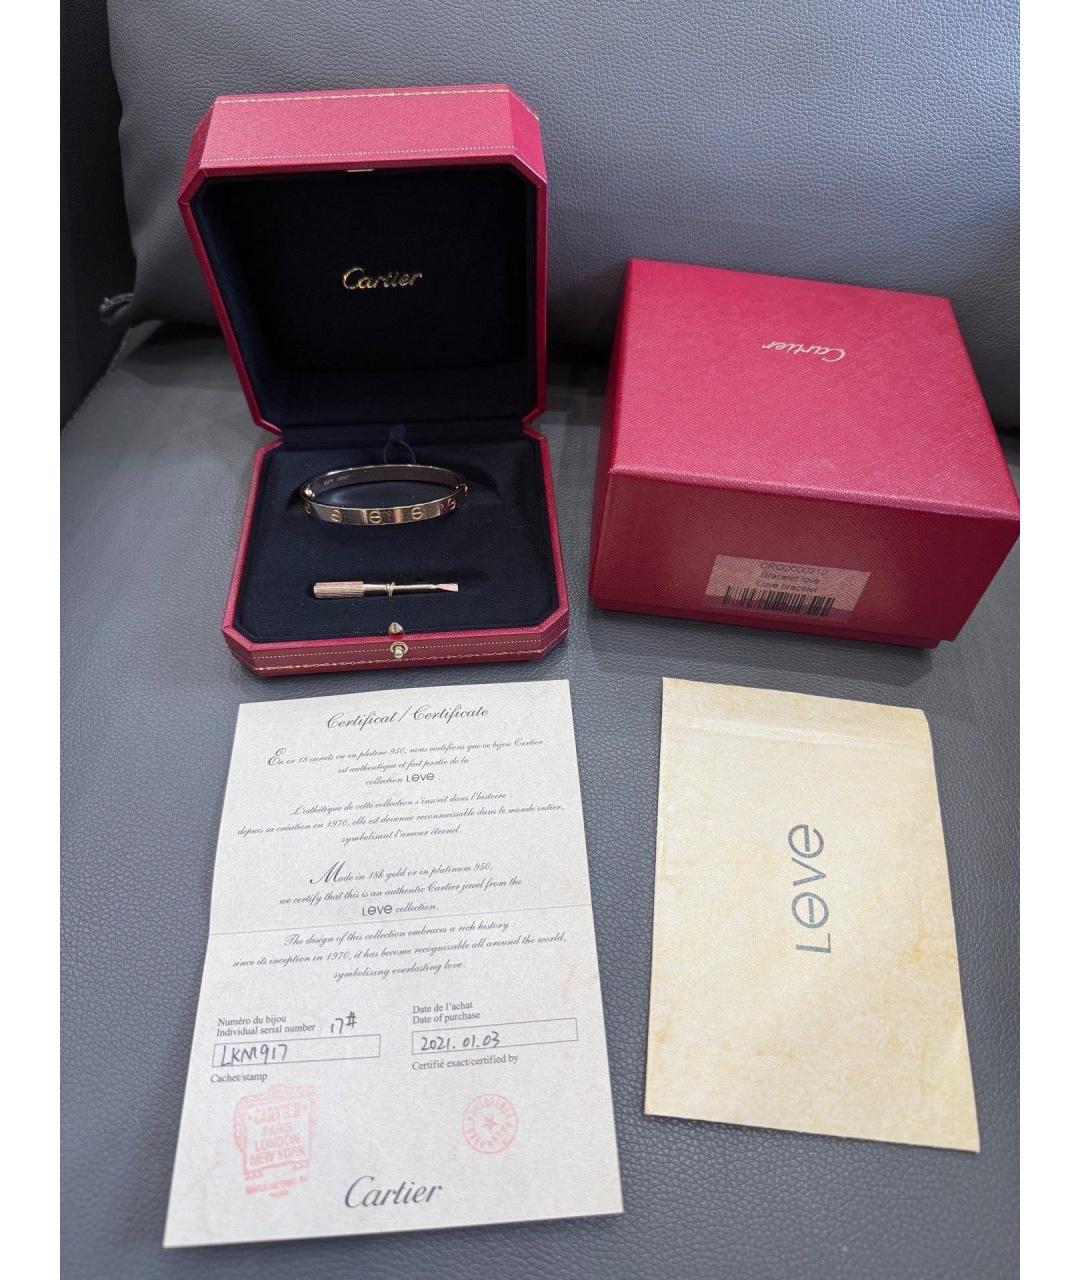 Cartier
Cartier
CRCO000210
Bracelet love
Love bracelet
Certificat / Certificate
En or 18 carats ou en platine 950, nous certifions que ce bijou Cartier
est authentique et fait partie de la
collection LOVE.
L'esthétique de cette collection s'inscrit dans l'histoire :
depuis sa création en 1970, elle est devenue reconnaissable dans le monde entier,
symbolisant l'amour éternel.
Made in 18k gold or in platinum 950,
we certify that this is an authentic Cartier jewel from the
LOVE collection.
The design of this collection embraces a rich history :
since its inception in 1970, it has become recognizable all around the world,
symbolizing everlasting love.
Numéro du bijou
Individual serial number 17#
LKM917
Date de l'achat
Date of purchase
2021.01.03
Cachet/stamp
Certifié exact/certified by
CARTIER
PARIS
LONDON
NEW YORK
Cartier
LOVE